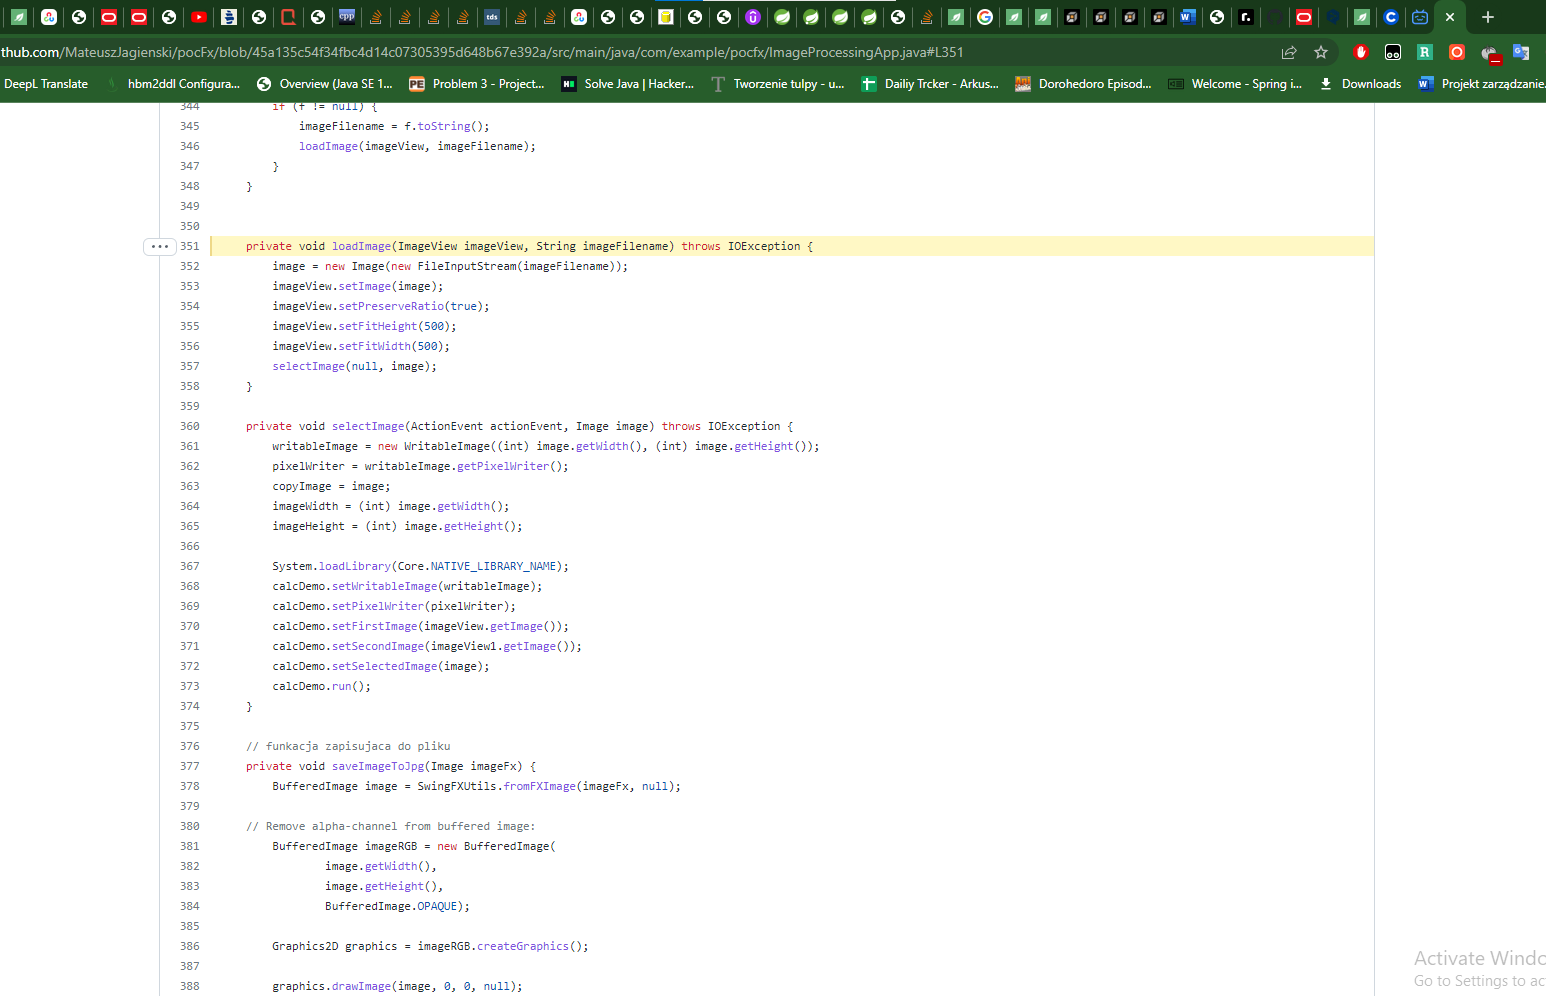 thub.com/MateuszJagienski/pocFx/blob/45a135c54f34fbc4d14c07305395d648b67e392a/src/main/java/com/example/pocfx/ImageProcessingApp.java#L351
DeepL Translate hbm2ddl Configura... Overview (Java SE 1... Problem 3 - Project... Solve Java | Hacker... Tworzenie tulpy - u... Dailiy Trcker - Arkus... Dorohedoro Episod... Welcome - Spring i... Downloads Projekt zarządzanie
344 if (f != null) {
345 imageFilename = f.toString();
346 loadImage(imageView, imageFilename);
347 }
348 }
349
350
351 private void loadImage(ImageView imageView, String imageFilename) throws IOException {
352 image = new Image(new FileInputStream(imageFilename));
353 imageView.setImage(image);
354 imageView.setPreserveRatio(true);
355 imageView.setFitHeight(500);
356 imageView.setFitWidth(500);
357 selectImage(null, image);
358 }
359
360 private void selectImage(ActionEvent actionEvent, Image image) throws IOException {
361 writableImage = new WritableImage((int) image.getWidth(), (int) image.getHeight());
362 pixelWriter = writableImage.getPixelWriter();
363 copyImage = image;
364 imageWidth = (int) image.getWidth();
365 imageHeight = (int) image.getHeight();
366
367 System.loadLibrary(Core.NATIVE_LIBRARY_NAME);
368 calcDemo.setWritableImage(writableImage);
369 calcDemo.setPixelWriter(pixelWriter);
370 calcDemo.setFirstImage(imageView.getImage());
371 calcDemo.setSecondImage(imageView1.getImage());
372 calcDemo.setSelectedImage(image);
373 calcDemo.run();
374 }
375
376 // funkacja zapisujaca do pliku
377 private void saveImageToJpg(Image imageFx) {
378 BufferedImage image = SwingFXUtils.fromFXImage(imageFx, null);
379
380 // Remove alpha-channel from buffered image:
381 BufferedImage imageRGB = new BufferedImage(
382 image.getWidth(),
383 image.getHeight(),
384 BufferedImage.OPAQUE);
385
386 Graphics2D graphics = imageRGB.createGraphics();
387
388 graphics.drawImage(image, 0, 0, null);
Activate Windo
Go to Settings to ac